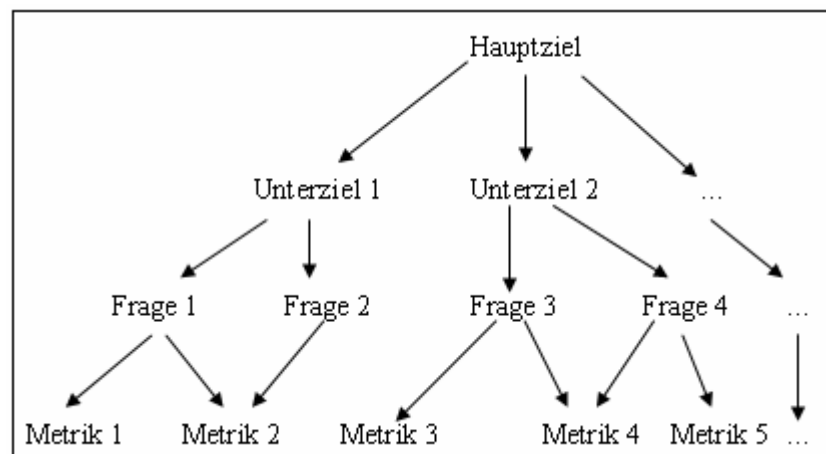 Hauptziel
Unterziel 1 Unterziel 2 ...
Frage 1 Frage 2 Frage 3 Frage 4 ...
Metrik 1 Metrik 2 Metrik 3 Metrik 4 Metrik 5 ...